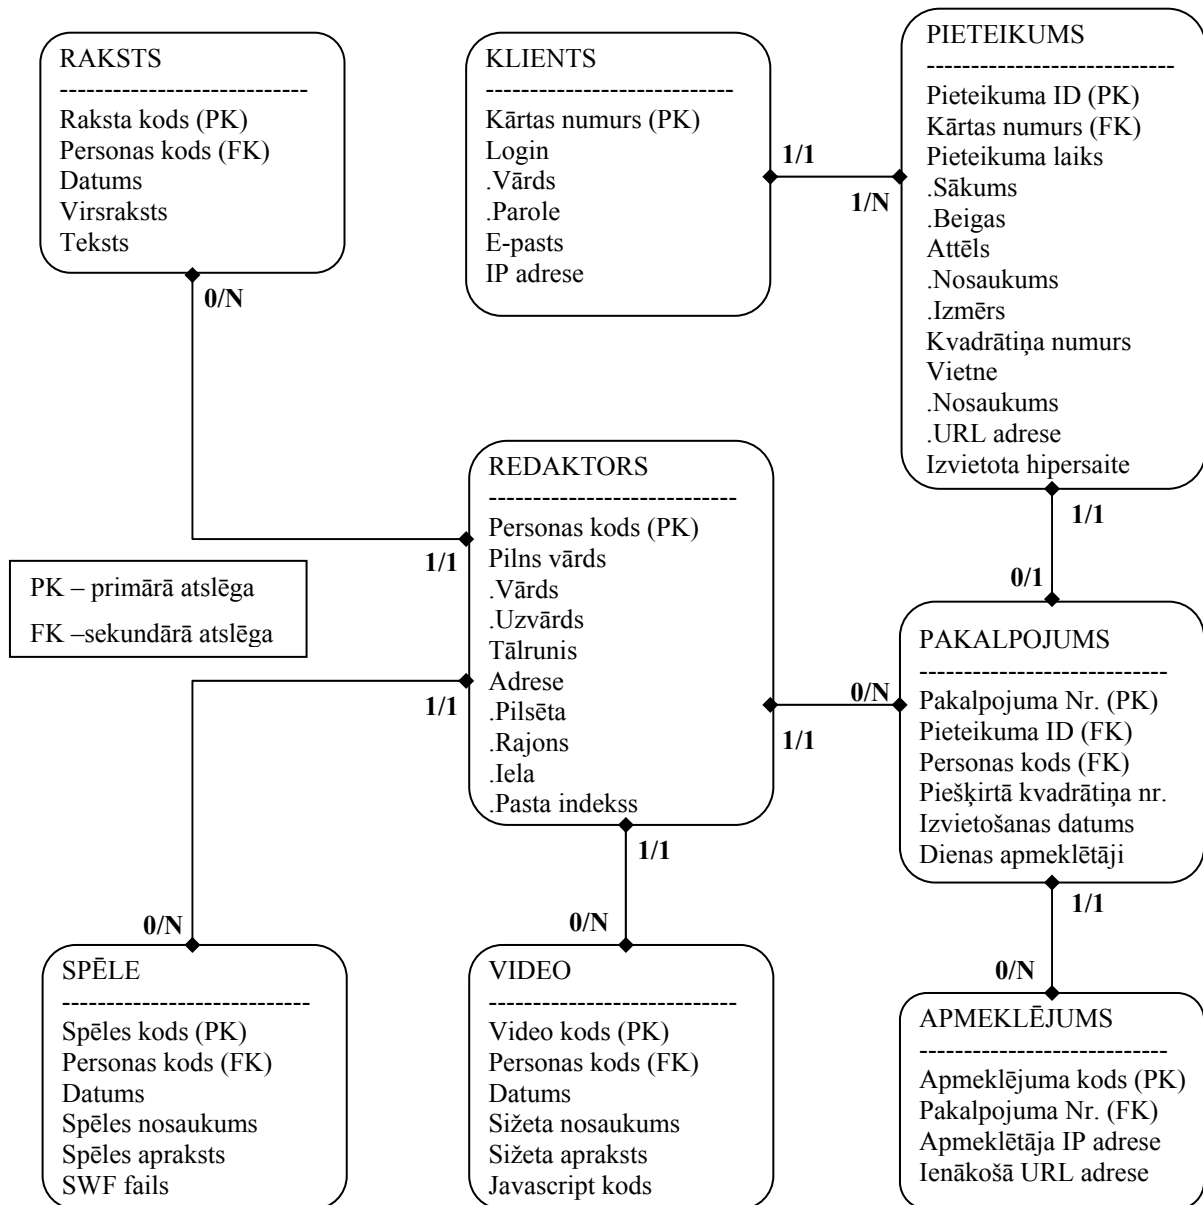 RAKSTS
----------------------------
Raksta kods (PK)
Personas kods (FK)
Datums
Virsraksts
Teksts
0/N
KLIENTS
----------------------------
Kārtas numurs (PK)
Login
.Vārds
.Parole
E-pasts
IP adrese
1/1
1/N
PIETEIKUMS
----------------------------
Pieteikuma ID (PK)
Kārtas numurs (FK)
Pieteikuma laiks
.Sākums
.Beigas
Attēls
.Nosaukums
.Izmērs
Kvadrātiņa numurs
Vietne
.Nosaukums
.URL adrese
Izvietota hipersaite
1/1
0/1
PK – primārā atslēga
FK –sekundārā atslēga
1/1
1/1
REDAKTORS
----------------------------
Personas kods (PK)
Pilns vārds
.Vārds
.Uzvārds
Tālrunis
Adrese
.Pilsēta
.Rajons
.Iela
.Pasta indekss
0/N
1/1
1/1
PAKALPOJUMS
----------------------------
Pakalpojuma Nr. (PK)
Pieteikuma ID (FK)
Personas kods (FK)
Piešķirtā kvadrātiņa nr.
Izvietošanas datums
Dienas apmeklētāji
1/1
0/N
0/N
0/N
SPĒLE
----------------------------
Spēles kods (PK)
Personas kods (FK)
Datums
Spēles nosaukums
Spēles apraksts
SWF fails
VIDEO
----------------------------
Video kods (PK)
Personas kods (FK)
Datums
Sižeta nosaukums
Sižeta apraksts
Javascript kods
APMEKLĒJUMS
----------------------------
Apmeklējuma kods (PK)
Pakalpojuma Nr. (FK)
Apmeklētāja IP adrese
Ienākošā URL adrese